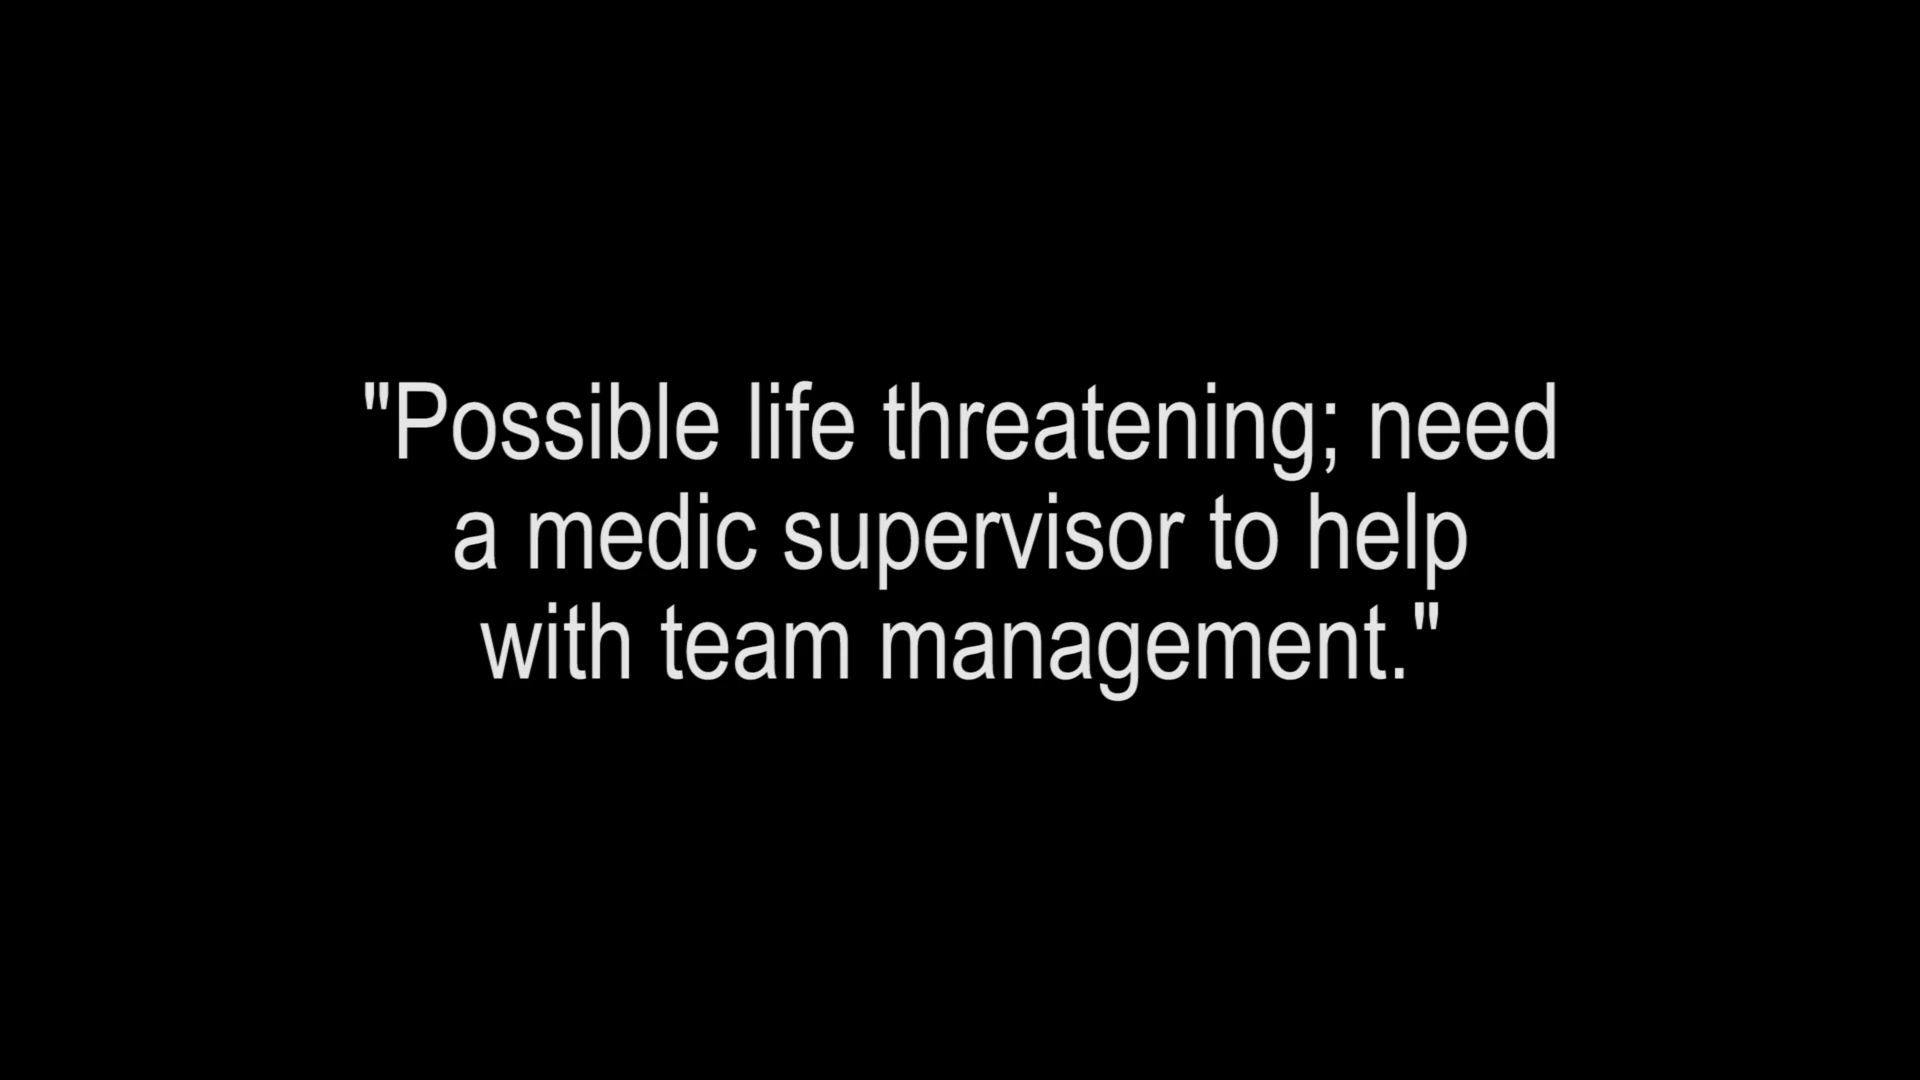 "Possible life threatening; need
a medic supervisor to help
with team management."